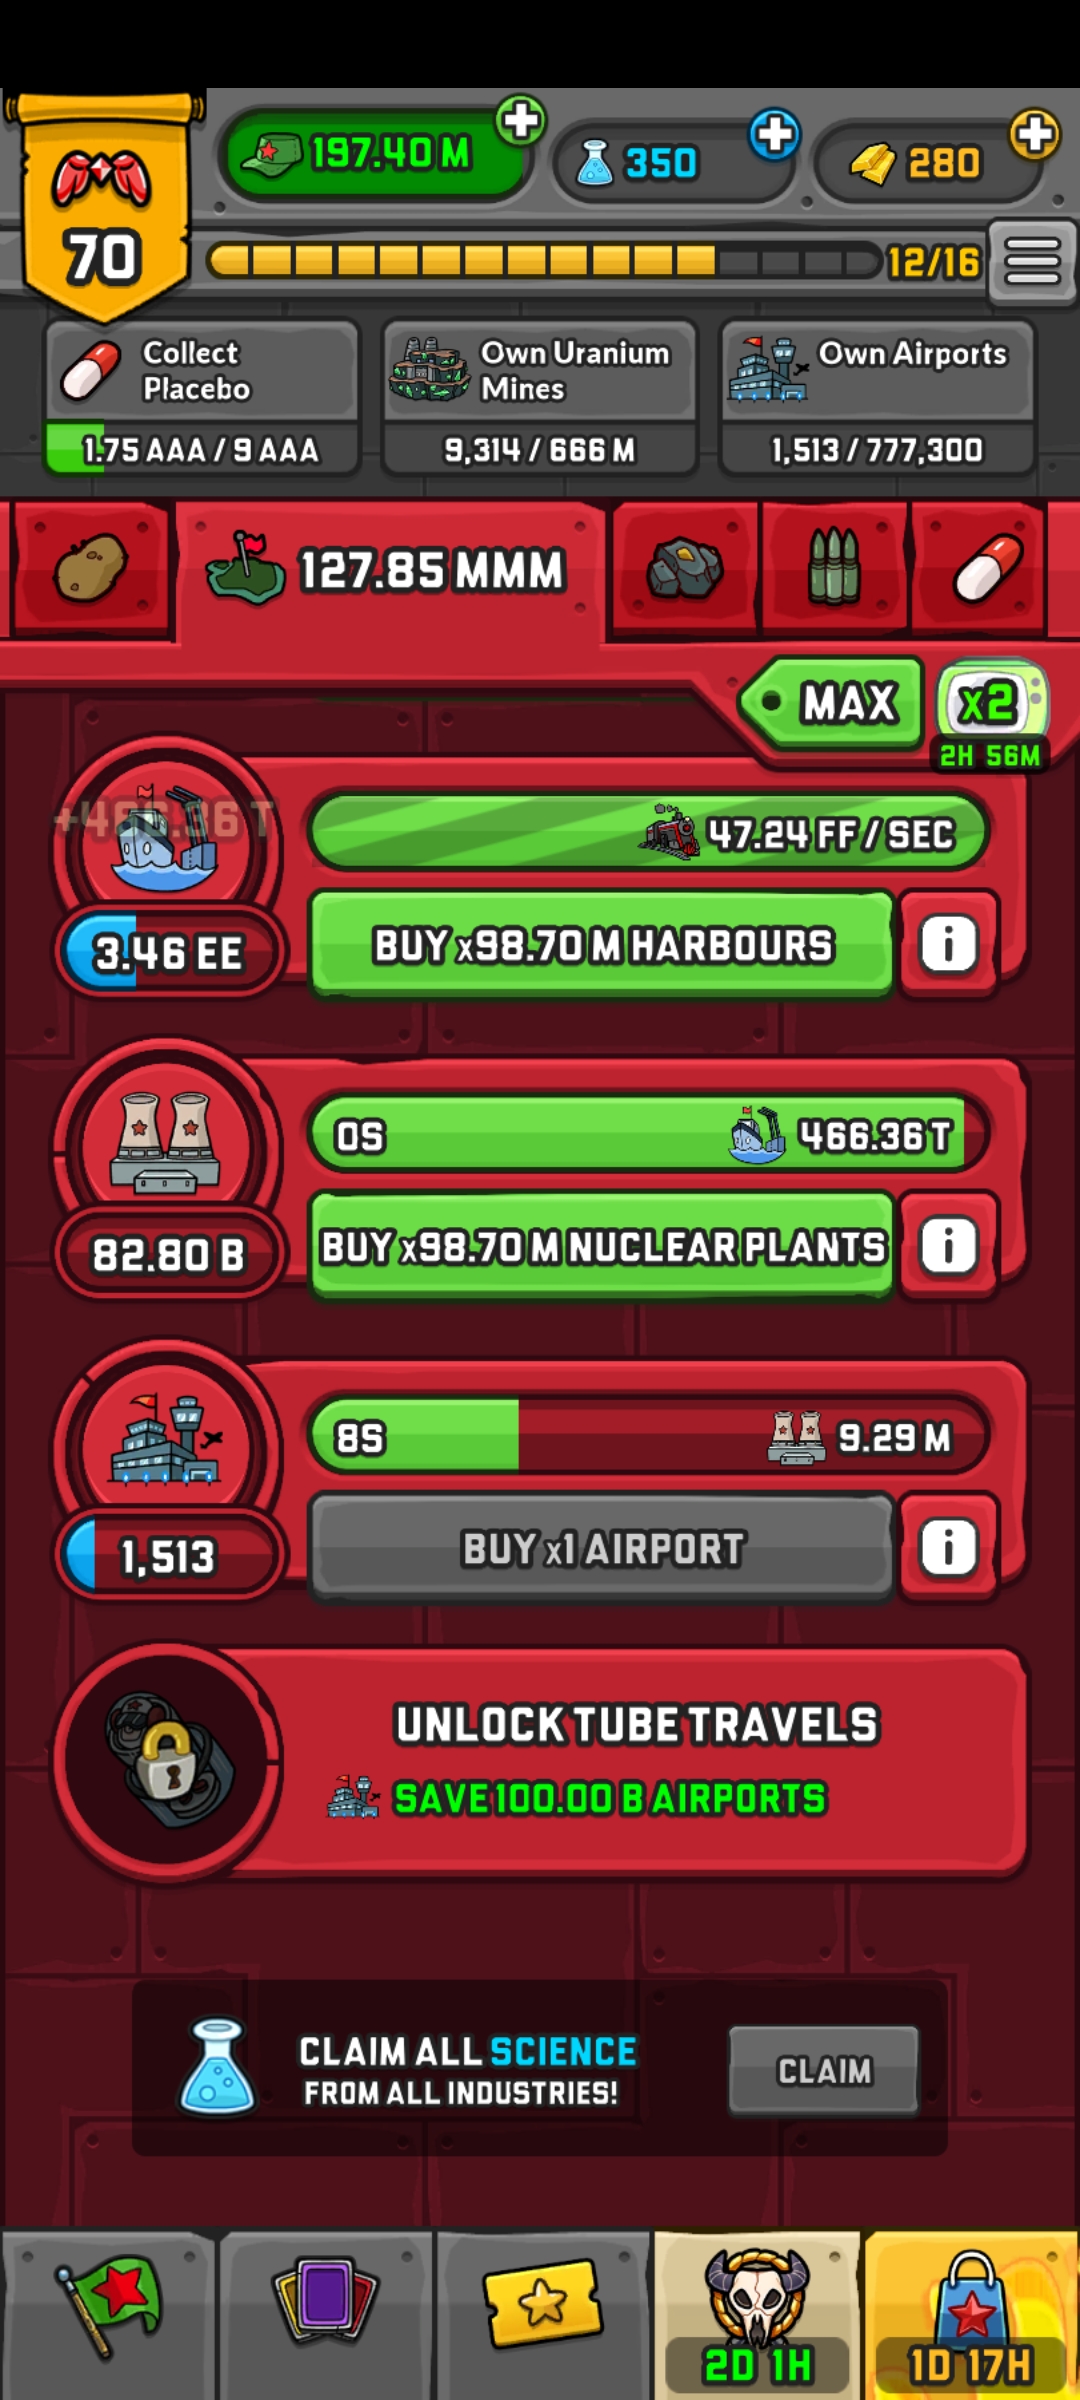 197.40 M
350
280
70
12/16
Collect
Placebo
1.75 AAA / 9 AAA
Own Uranium
Mines
9,314 / 666 M
Own Airports
1,513 / 777,300
127.85 MMM
MAX
x2
2H 56M
+466.36 T
47.24 FF / SEC
3.46 EE
BUY x98.70 M HARBOURS
i
0S
466.36 T
82.80 B
BUY x98.70 M NUCLEAR PLANTS
i
8S
9.29 M
1,513
BUY x1 AIRPORT
i
UNLOCK TUBE TRAVELS
SAVE 100.00 B AIRPORTS
CLAIM ALL SCIENCE
FROM ALL INDUSTRIES!
CLAIM
2D 1H
1D 17H